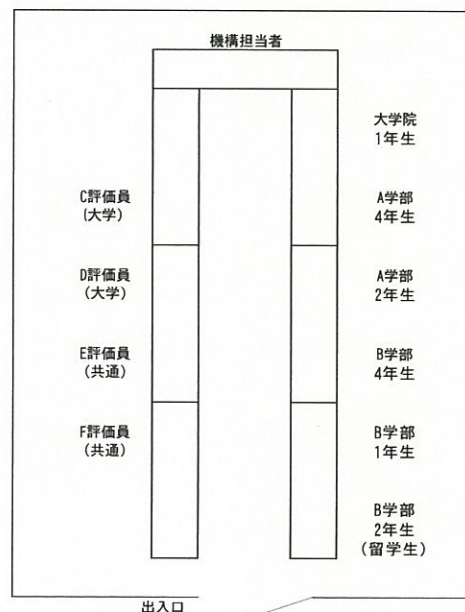 機構担当者
大学院
1年生
C評価員
(大学)
A学部
4年生
D評価員
(大学)
A学部
2年生
E評価員
(共通)
B学部
4年生
F評価員
(共通)
B学部
1年生
B学部
2年生
(留学生)
出入口